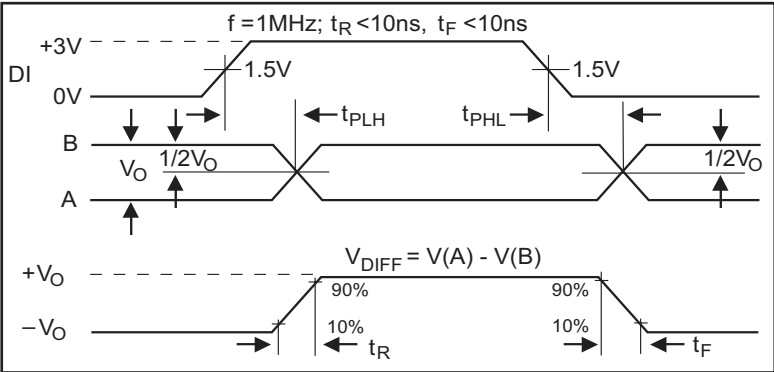 f = 1MHz; tR <10ns, tF <10ns
+3V
DI
1.5V
1.5V
0V
tPLH
tPHL
B
VO
1/2VO
1/2VO
A
VDIFF = V(A) - V(B)
+VO
90%
90%
−VO
10%
10%
tR
tF